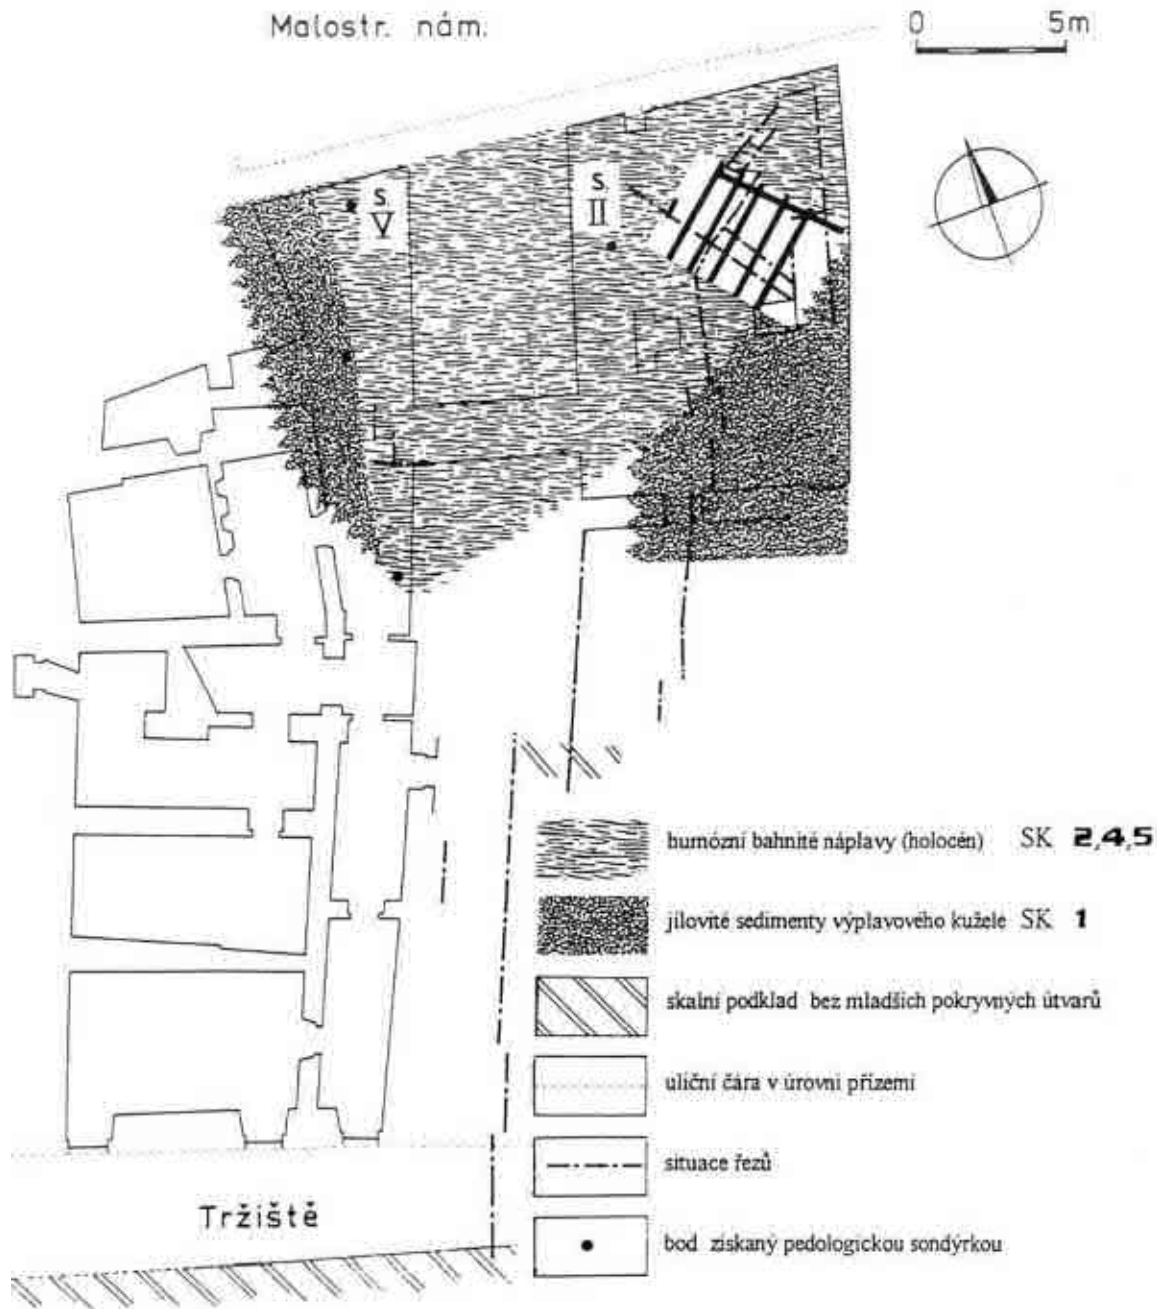 Malostr. nám.
0 5m
s. V
s. II
humózní bahnité náplavy (holocén) SK 2,4,5
jílovité sedimenty výplavového kužele SK 1
skalní podklad bez mladších pokryvných útvarů
uliční čára v úrovni přízemí
situace řezů
bod získaný pedologickou sondýrkou
Tržiště